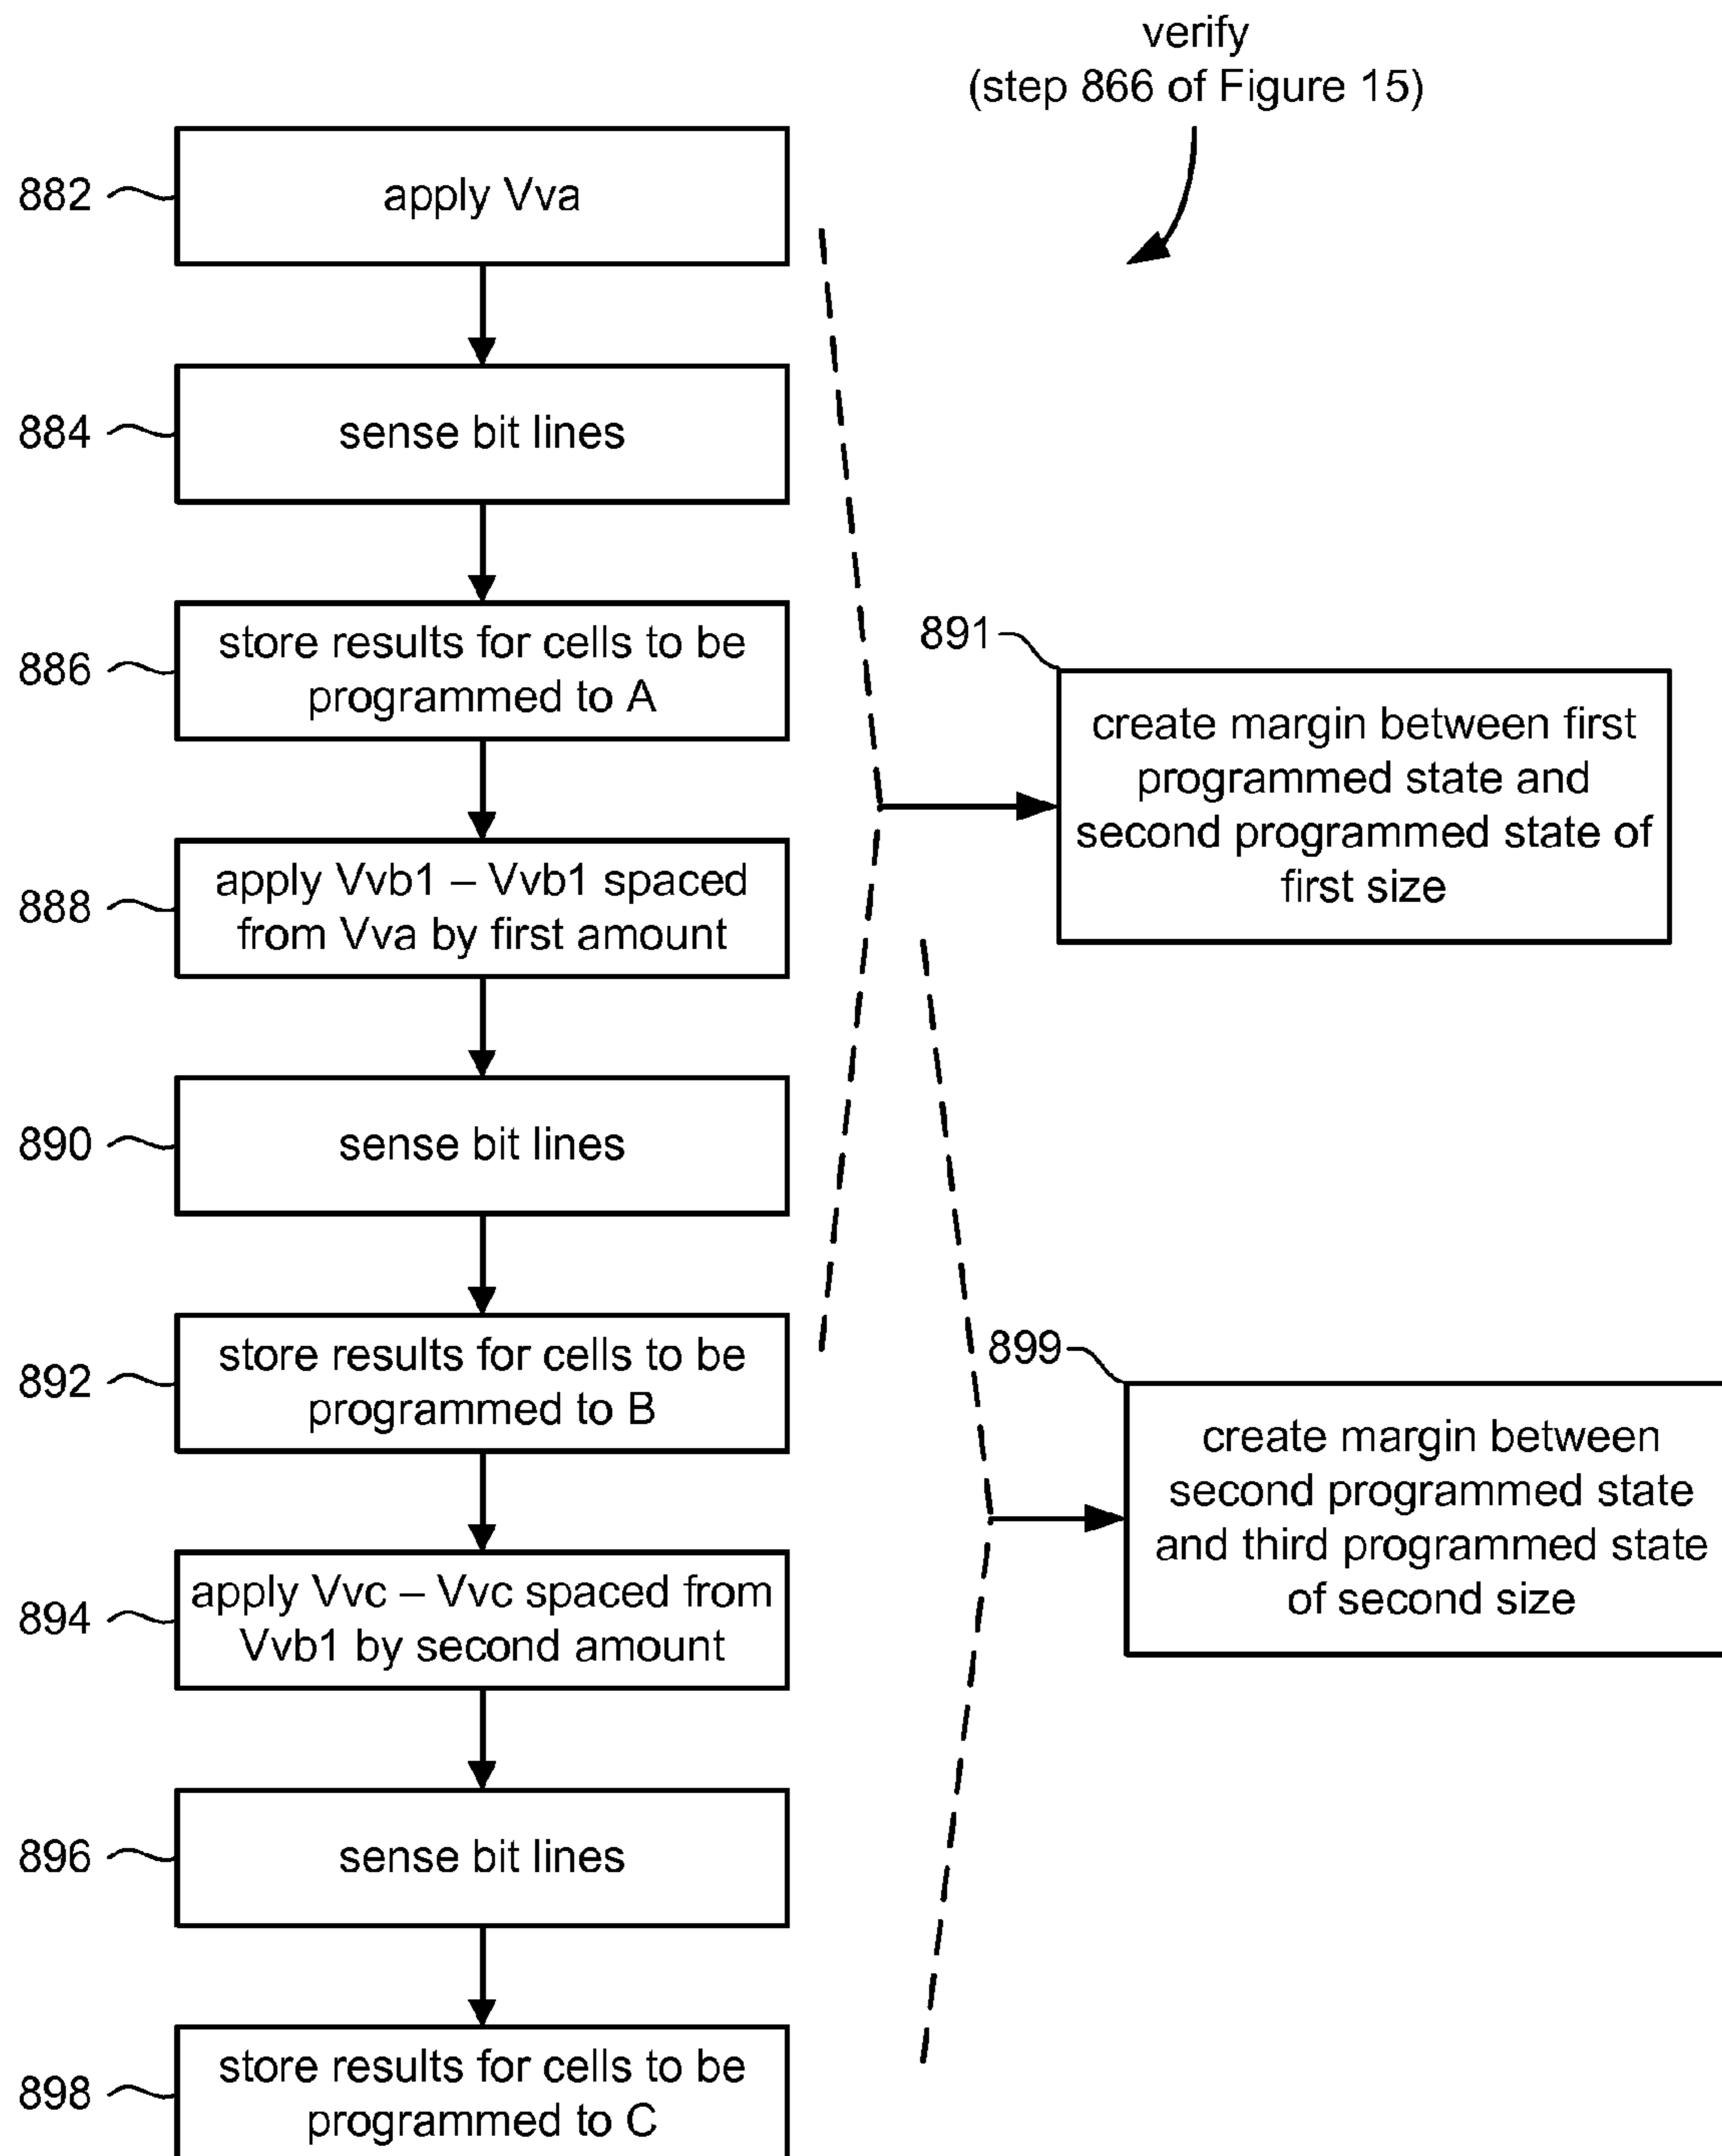 verify
(step 866 of Figure 15)
882
apply Vva
884
sense bit lines
886
store results for cells to be
programmed to A
888
apply Vvb1 – Vvb1 spaced
from Vva by first amount
890
sense bit lines
891
create margin between first
programmed state and
second programmed state of
first size
892
store results for cells to be
programmed to B
894
apply Vvc – Vvc spaced from
Vvb1 by second amount
896
sense bit lines
898
store results for cells to be
programmed to C
899
create margin between
second programmed state
and third programmed state
of second size